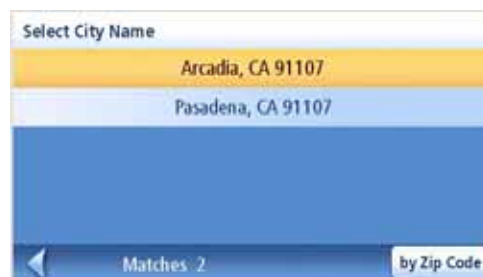 Select City Name
Arcadia, CA 91107
Pasadena, CA 91107
Matches 2
by Zip Code